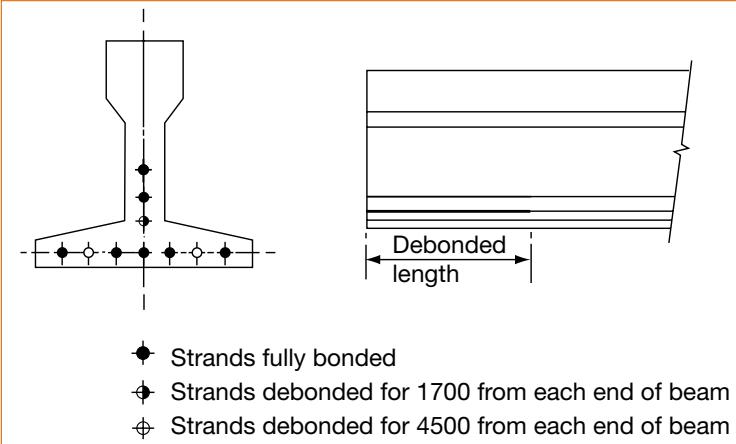 Debonded
length
Strands fully bonded
Strands debonded for 1700 from each end of beam
Strands debonded for 4500 from each end of beam